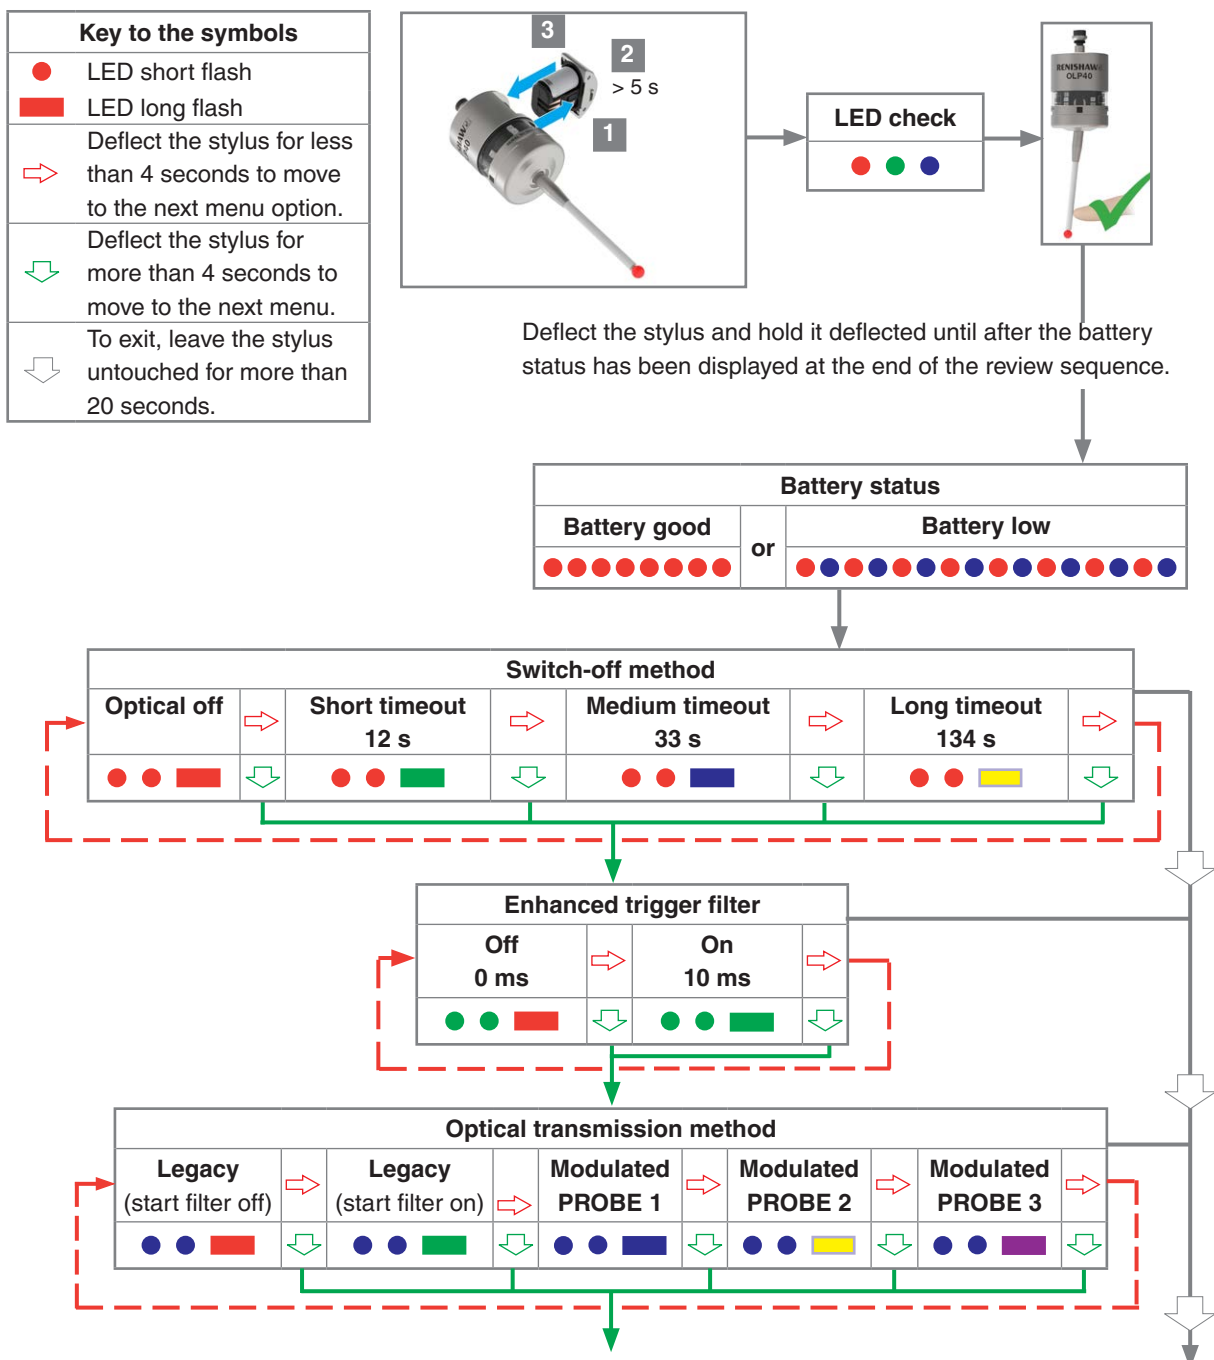 Key to the symbols
LED short flash
LED long flash
Deflect the stylus for less
than 4 seconds to move
to the next menu option.
Deflect the stylus for
more than 4 seconds to
move to the next menu.
To exit, leave the stylus
untouched for more than
20 seconds.
3
2
> 5 s
1
RENISHAW
OLP40
LED check
RENISHAW
OLP40
Deflect the stylus and hold it deflected until after the battery
status has been displayed at the end of the review sequence.
Battery status
Battery good
or
Battery low
Switch-off method
Optical off
Short timeout
12 s
Medium timeout
33 s
Long timeout
134 s
Enhanced trigger filter
Off
0 ms
On
10 ms
Optical transmission method
Legacy
(start filter off)
Legacy
(start filter on)
Modulated
PROBE 1
Modulated
PROBE 2
Modulated
PROBE 3